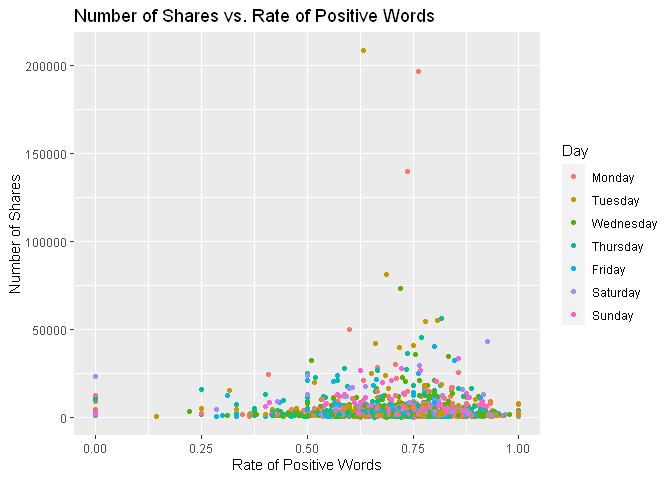 Number of Shares vs. Rate of Positive Words
200000
150000
100000
50000
0
Number of Shares
0.00 0.25 0.50 0.75 1.00
Rate of Positive Words
Day
Monday
Tuesday
Wednesday
Thursday
Friday
Saturday
Sunday